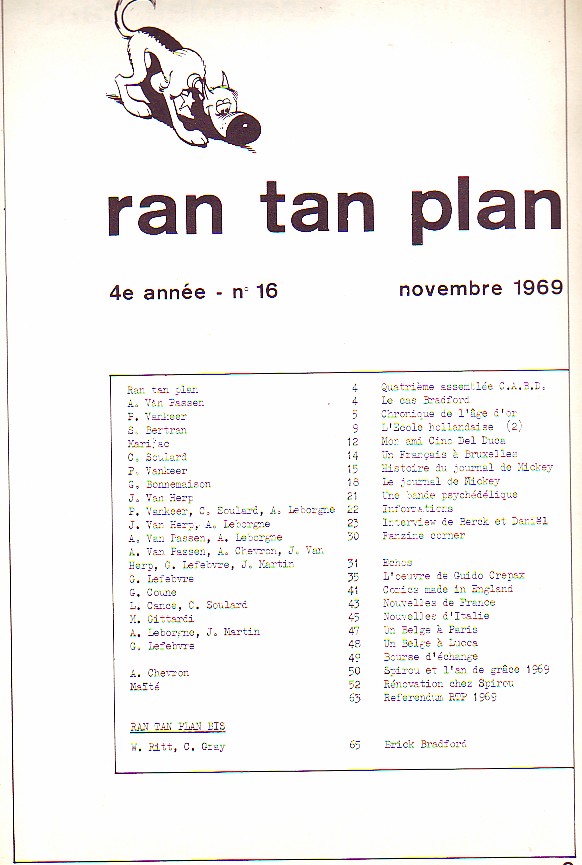 ran tan plan
4e année - n° 16 novembre 1969
Ran tan plan 4 Quatrième assemblée C.A.B.D.
A. Van Passen 4 Le cas Bradford
P. Vankeer 5 Chronique de l'âge d'or
S. Bertran 9 L'Ecole hollandaise (2)
Marijac 12 Mon ami Cino Del Duca
C. Soulard 14 Un Français à Bruxelles
P. Vankeer 15 Histoire du journal de Mickey
G. Bonnemaison 18 Le journal de Mickey
J. Van Herp 21 Une bande psychédélique
P. Vankeer, C. Soulard, A. Leborgne 22 Informations
J. Van Herp, A. Leborgne 23 Interview de Berck et Daniël
A. Van Passen, A. Leborgne 30 Fanzine corner
A. Van Passen, A. Chevron, J. Van
Herp, G. Lefebvre, J. Martin 31 Echos
G. Lefebvre 35 L'oeuvre de Guido Crepax
G. Coune 41 Comics made in England
L. Cance, C. Soulard 43 Nouvelles de France
M. Gittardi 45 Nouvelles d'Italie
A. Leborgne, J. Martin 47 Un Belge à Paris
G. Lefebvre 48 Un Belge à Lucca
49 Bourse d'échange
A. Chevron 50 Spirou et l'an de grâce 1969
Maïté 52 Rénovation chez Spirou
63 Referendum RTP 1969
RAN TAN PLAN BIS
W. Ritt, C. Gray 65 Brick Bradford